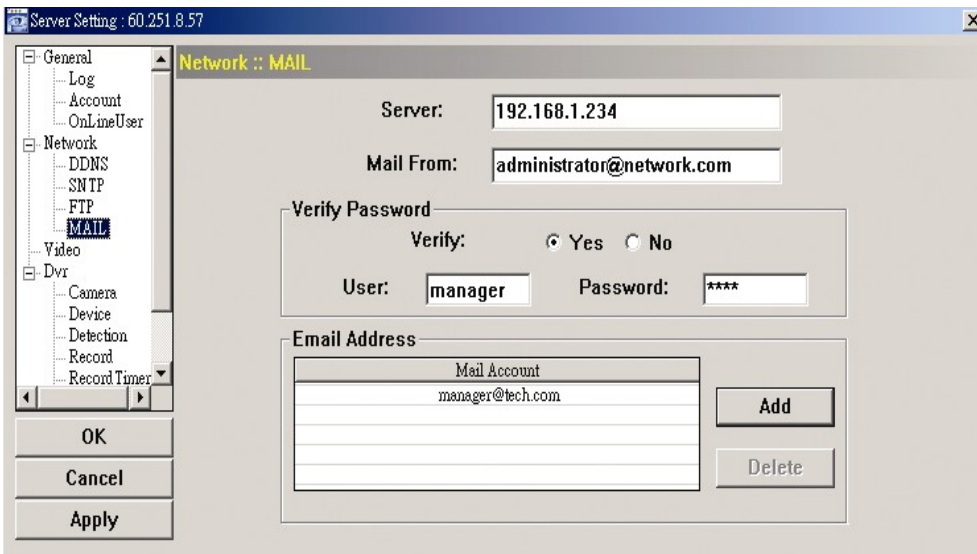 Server Setting : 60.251.8.57
General
Log
Account
OnLineUser
Network
DDNS
SNTP
FTP
MAIL
Video
Dvr
Camera
Device
Detection
Record
Record Timer
OK
Cancel
Apply
Network :: MAIL
Server: 192.168.1.234
Mail From: administrator@network.com
Verify Password
Verify: Yes No
User: manager Password: ****
Email Address
Mail Account
manager@tech.com
Add
Delete